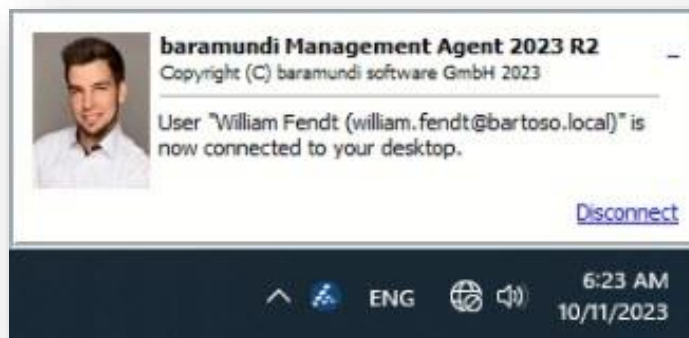 baramundi Management Agent 2023 R2
Copyright (C) baramundi software GmbH 2023
User "William Fendt (william.fendt@bartoso.local)" is
now connected to your desktop.
Disconnect
ENG
6:23 AM
10/11/2023